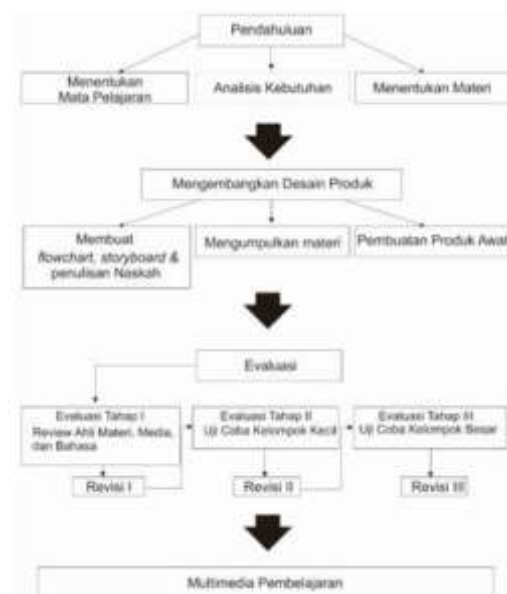 Pendahuluan
Menentukan
Mata Pelajaran
Analisis Kebutuhan
Menentukan Materi
Mengembangkan Desain Produk
Membuat
flowchart, storyboard &
penulisan Naskah
Mengumpulkan materi
Pembuatan Produk Awal
Evaluasi
Evaluasi Tahap I
Review Ahli Materi, Media,
dan Bahasa
Evaluasi Tahap II
Uji Coba Kelompok Kecil
Evaluasi Tahap III
Uji Coba Kelompok Besar
Revisi I
Revisi II
Revisi III
Multimedia Pembelajaran